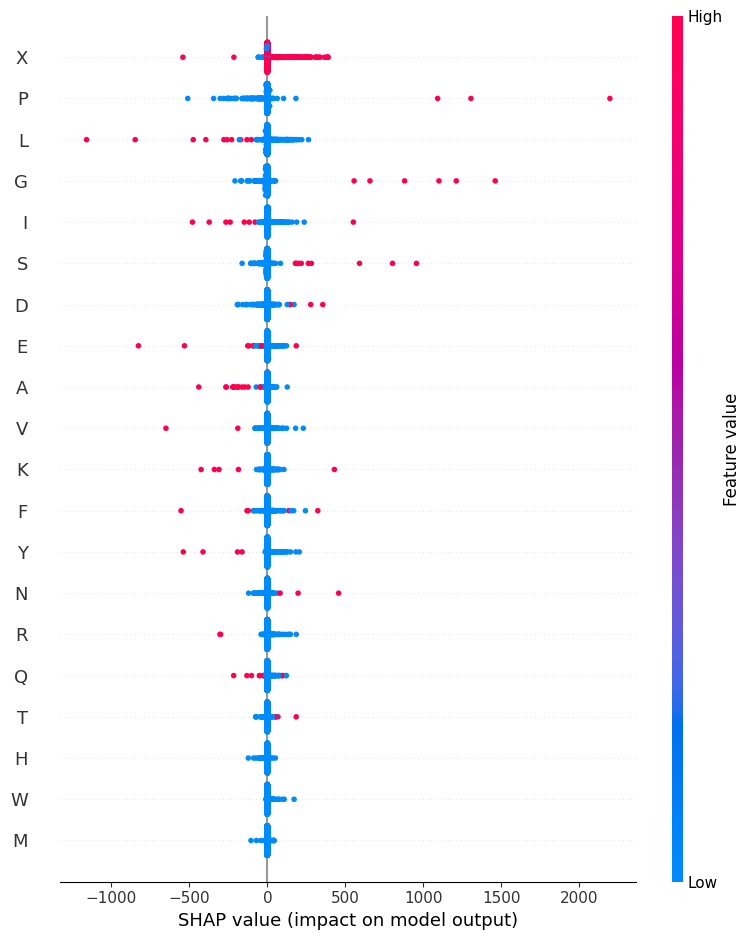 High
X
P
L
G
I
S
D
E
A
V
K
F
Y
N
R
Q
T
H
W
M
Low
Feature value
−1000 −500 0 500 1000 1500 2000
SHAP value (impact on model output)